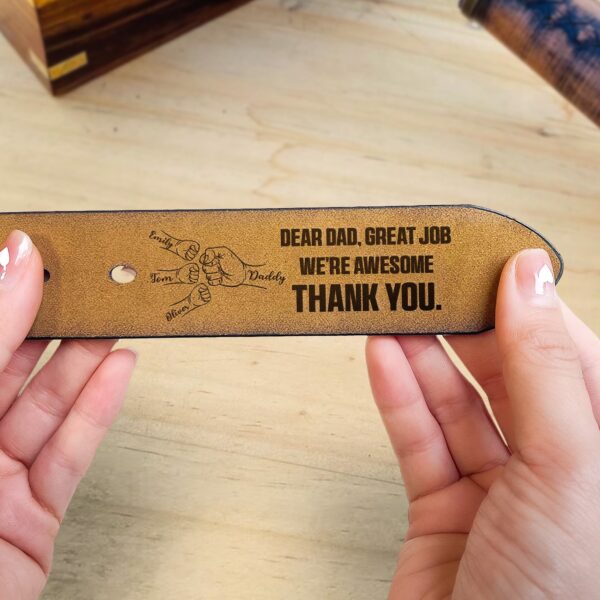 Emily
Tom
Oliver
Daddy
DEAR DAD, GREAT JOB
WE'RE AWESOME
THANK YOU.